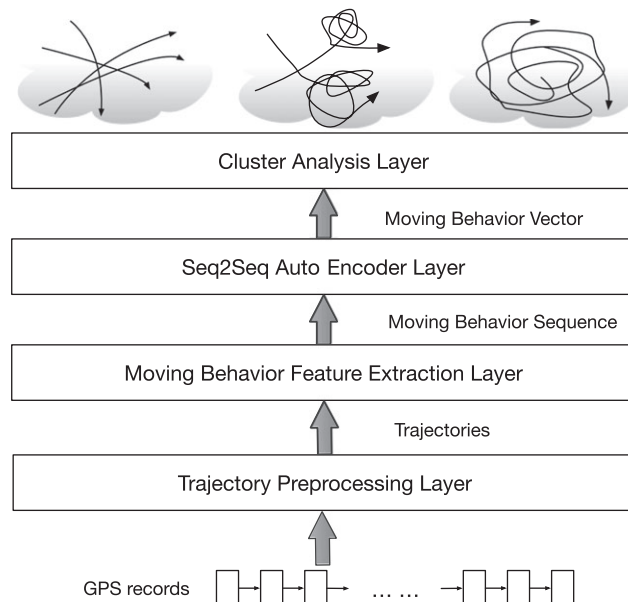 Cluster Analysis Layer
Moving Behavior Vector
Seq2Seq Auto Encoder Layer
Moving Behavior Sequence
Moving Behavior Feature Extraction Layer
Trajectories
Trajectory Preprocessing Layer
GPS records
... ...